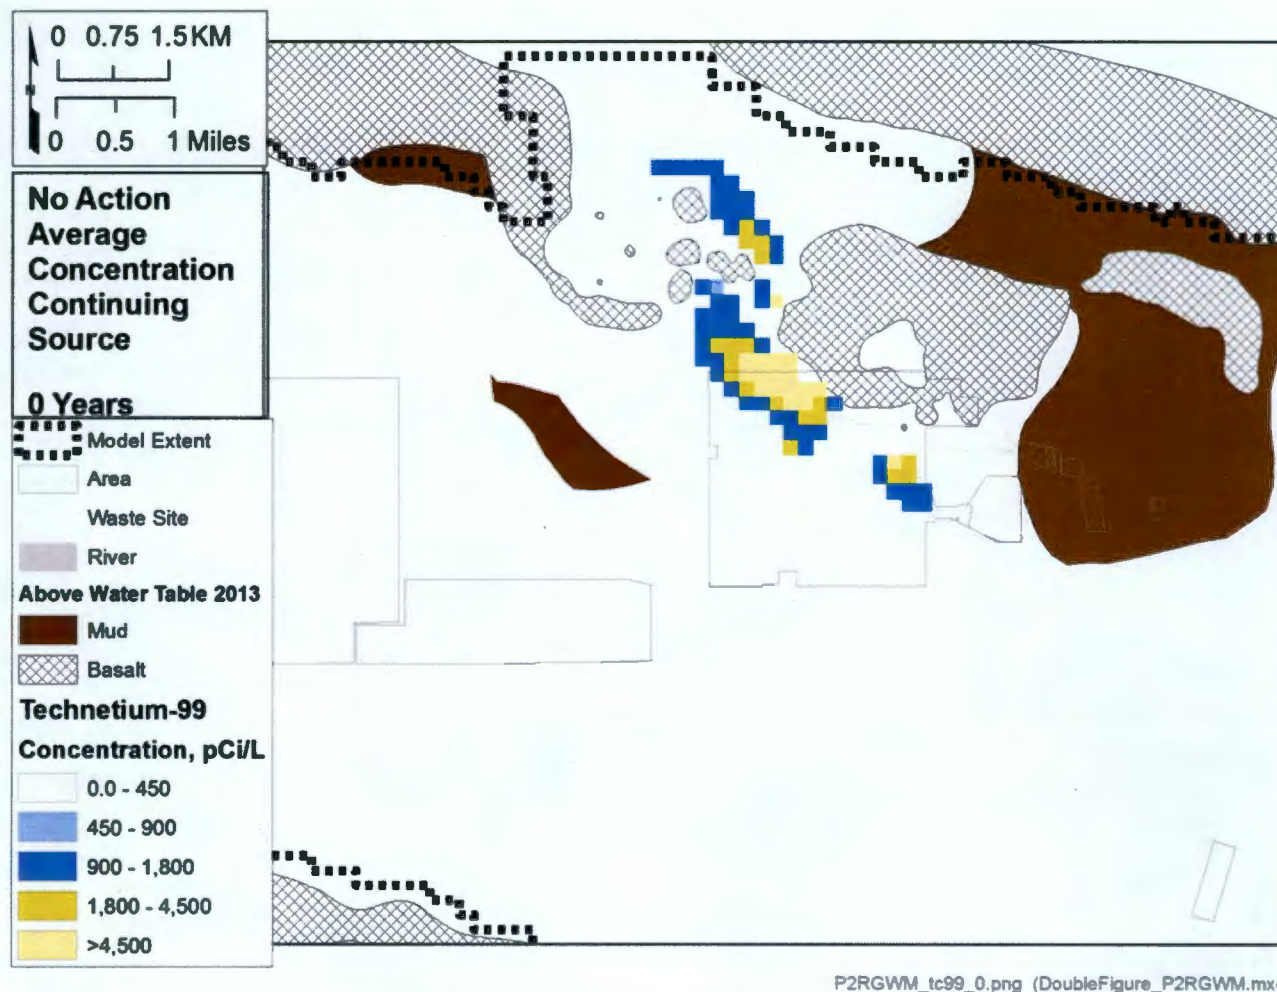 0 0.75 1.5 KM
N
0 0.5 1 Miles
No Action
Average
Concentration
Continuing
Source
0 Years
Model Extent
Area
Waste Site
River
Above Water Table 2013
Mud
Basalt
Technetium-99
Concentration, pCi/L
0.0 - 450
450 - 900
900 - 1,800
1,800 - 4,500
>4,500
P2RGWM_tc99_0.png (DoubleFigure_P2RGWM.mx